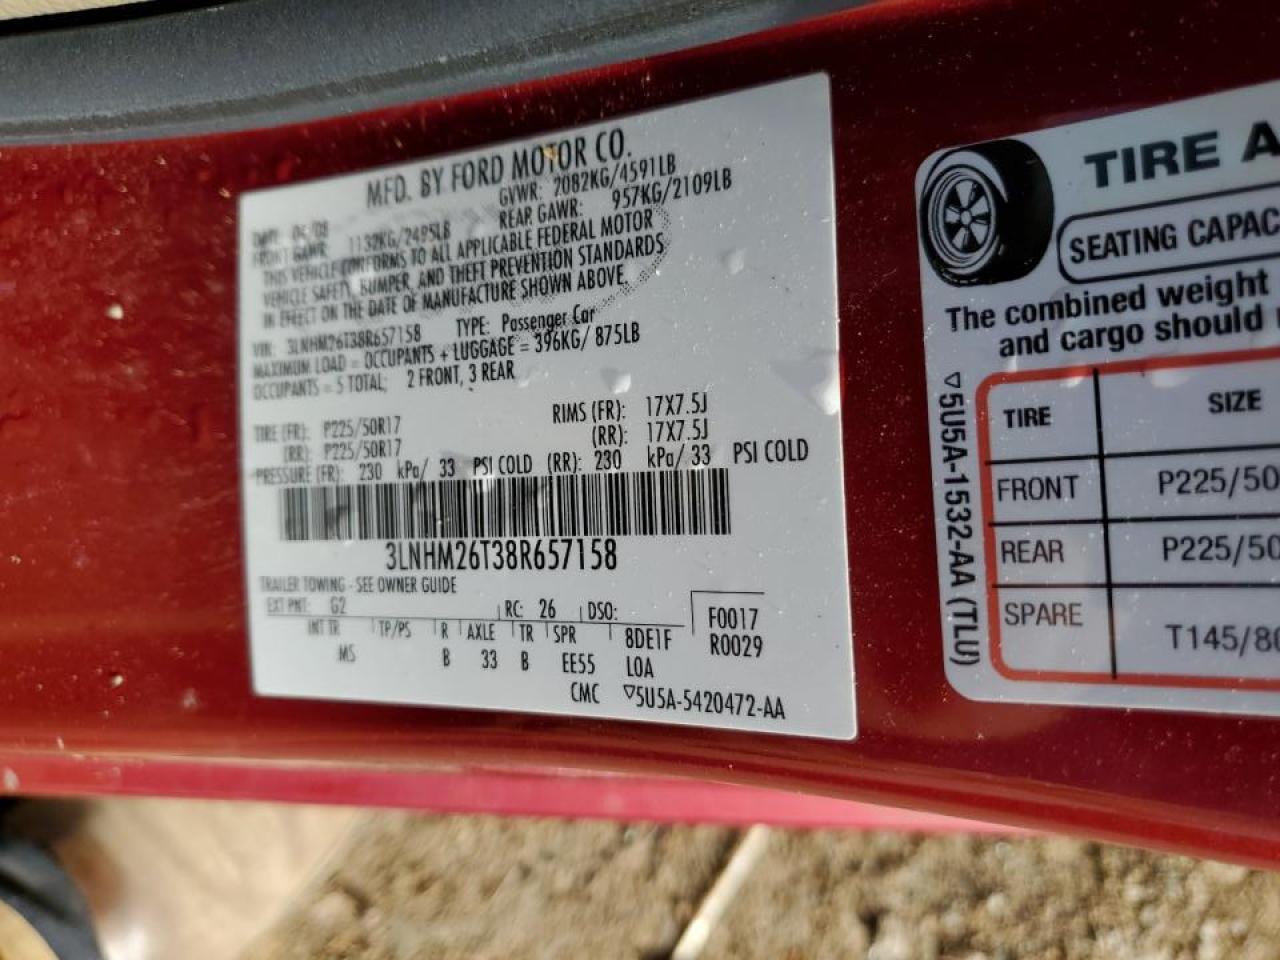 MFD. BY FORD MOTOR CO.
DATE: 04/08 GVWR: 2082KG/4591LB
FRONT GAWR: 1132KG/2495LB REAR GAWR: 957KG/2109LB
THIS VEHICLE CONFORMS TO ALL APPLICABLE FEDERAL MOTOR
VEHICLE SAFETY, BUMPER, AND THEFT PREVENTION STANDARDS
IN EFFECT ON THE DATE OF MANUFACTURE SHOWN ABOVE.
VIN: 3LNHM26T38R657158 TYPE: Passenger Car
MAXIMUM LOAD = OCCUPANTS + LUGGAGE = 396KG/ 875LB
OCCUPANTS = 5 TOTAL; 2 FRONT, 3 REAR
TIRE (FR): P225/50R17 RIMS (FR): 17X7.5J
(RR): P225/50R17 (RR): 17X7.5J
PRESSURE (FR): 230 kPa/ 33 PSI COLD (RR): 230 kPa/ 33 PSI COLD
3LNHM26T38R657158
TRAILER TOWING - SEE OWNER GUIDE
EXT PNT: G2 RC: 26 DSO: F0017
INT TR TP/PS R AXLE TR SPR 8DE1F R0029
MS B 33 B EE55 LOA
CMC ▽5U5A-5420472-AA
TIRE A
SEATING CAPAC
The combined weight
and cargo should
TIRE SIZE
FRONT P225/50
REAR P225/50
SPARE T145/80
▽5U5A-1532-AA (TLU)